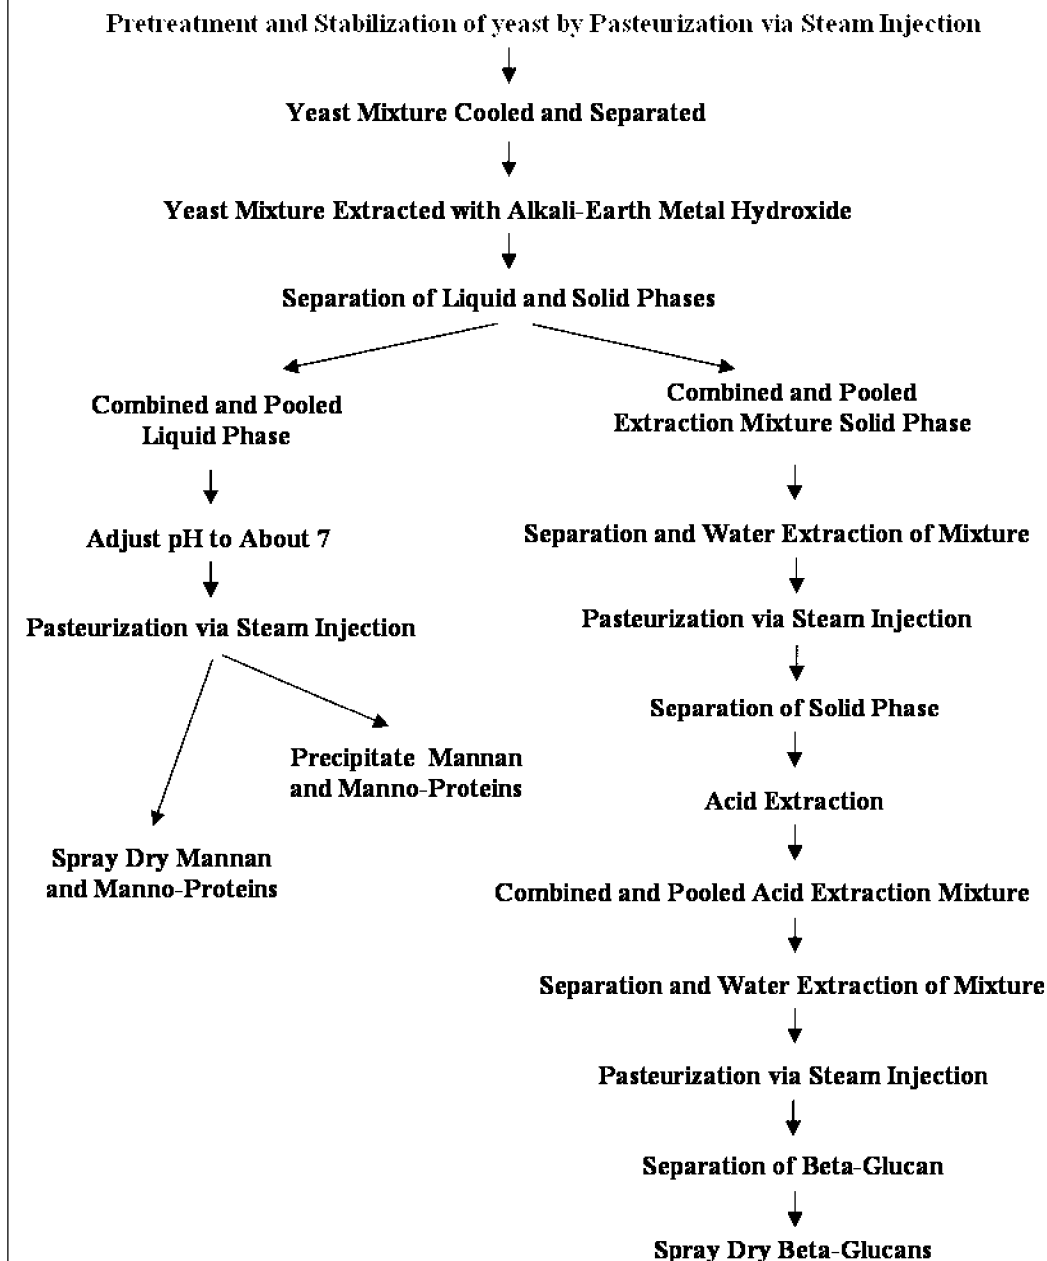 Pretreatment and Stabilization of yeast by Pasteurization via Steam Injection
Yeast Mixture Cooled and Separated
Yeast Mixture Extracted with Alkali-Earth Metal Hydroxide
Separation of Liquid and Solid Phases
Combined and Pooled
Liquid Phase
Adjust pH to About 7
Pasteurization via Steam Injection
Precipitate Mannan
and Manno-Proteins
Spray Dry Mannan
and Manno-Proteins
Combined and Pooled
Extraction Mixture Solid Phase
Separation and Water Extraction of Mixture
Pasteurization via Steam Injection
Separation of Solid Phase
Acid Extraction
Combined and Pooled Acid Extraction Mixture
Separation and Water Extraction of Mixture
Pasteurization via Steam Injection
Separation of Beta-Glucan
Spray Dry Beta-Glucans